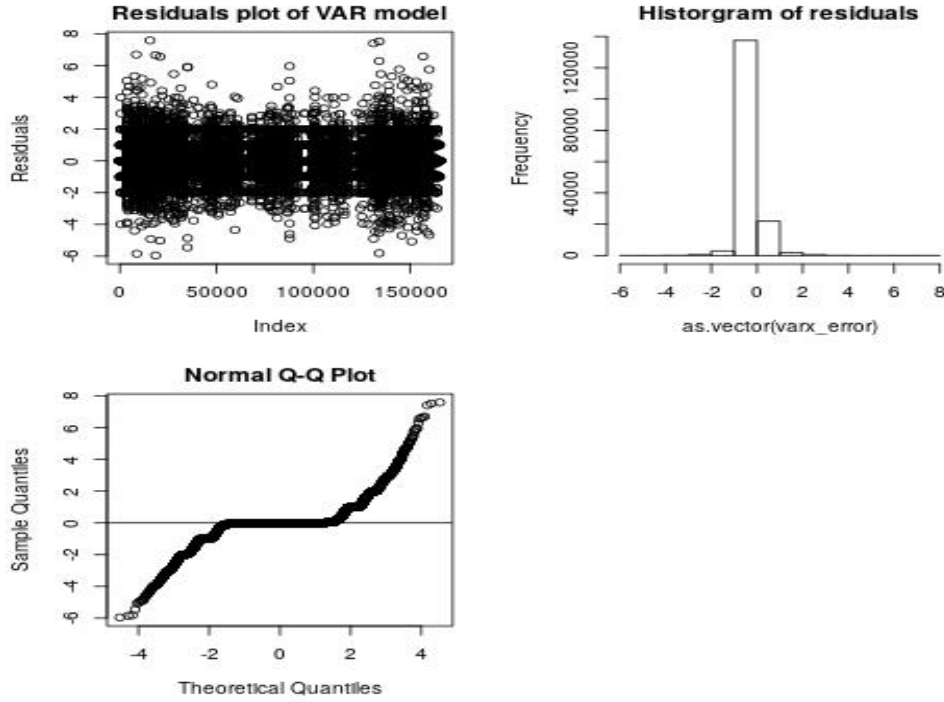 Residuals plot of VAR model
Residuals
8
6
4
2
0
-2
-4
-6
0 50000 100000 150000
Index
Historgram of residuals
Frequency
120000
80000
40000
0
-6 -4 -2 0 2 4 6 8
as.vector(varx_error)
Normal Q-Q Plot
Sample Quantiles
8
6
4
2
0
-2
-4
-6
-4 -2 0 2 4
Theoretical Quantiles